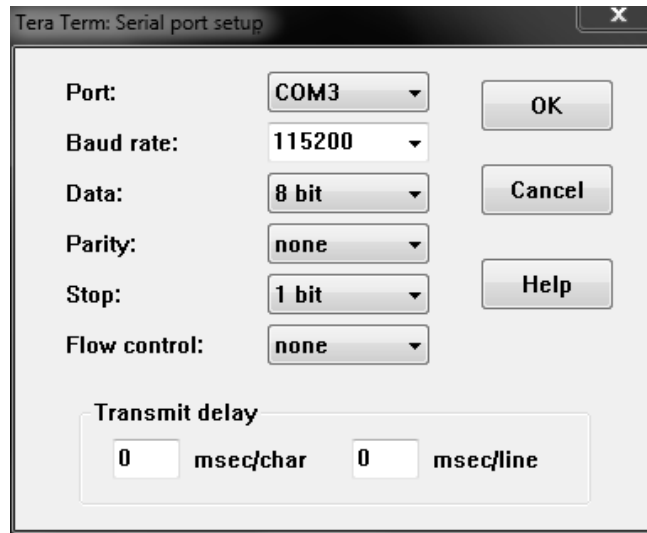 Tera Term: Serial port setup
x
Port: COM3 OK
Baud rate: 115200
Data: 8 bit Cancel
Parity: none
Stop: 1 bit Help
Flow control: none
Transmit delay
0 msec/char 0 msec/line